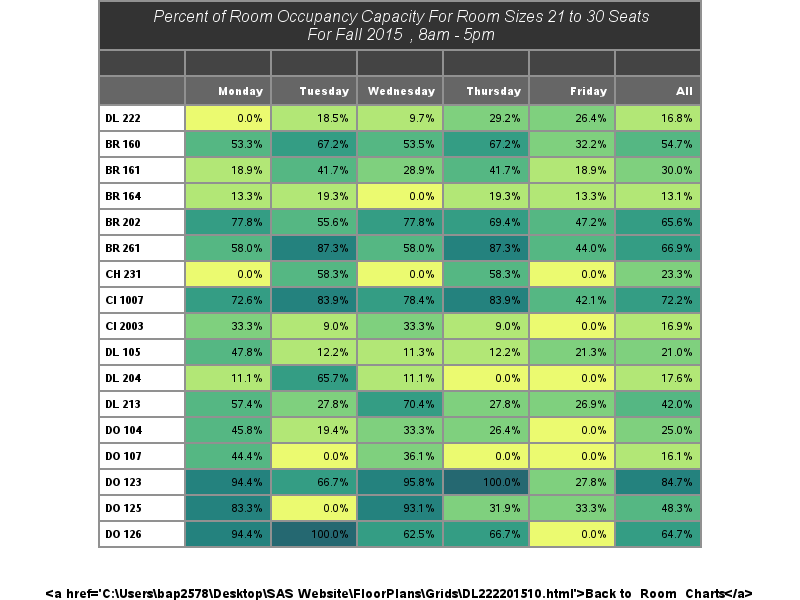 Percent of Room Occupancy Capacity For Room Sizes 21 to 30 Seats
For Fall 2015 , 8am - 5pm
Monday Tuesday Wednesday Thursday Friday All
DL 222 0.0% 18.5% 9.7% 29.2% 26.4% 16.8%
BR 160 53.3% 67.2% 53.5% 67.2% 32.2% 54.7%
BR 161 18.9% 41.7% 28.9% 41.7% 18.9% 30.0%
BR 164 13.3% 19.3% 0.0% 19.3% 13.3% 13.1%
BR 202 77.8% 55.6% 77.8% 69.4% 47.2% 65.6%
BR 261 58.0% 87.3% 58.0% 87.3% 44.0% 66.9%
CH 231 0.0% 58.3% 0.0% 58.3% 0.0% 23.3%
CI 1007 72.6% 83.9% 78.4% 83.9% 42.1% 72.2%
CI 2003 33.3% 9.0% 33.3% 9.0% 0.0% 16.9%
DL 105 47.8% 12.2% 11.3% 12.2% 21.3% 21.0%
DL 204 11.1% 65.7% 11.1% 0.0% 0.0% 17.6%
DL 213 57.4% 27.8% 70.4% 27.8% 26.9% 42.0%
DO 104 45.8% 19.4% 33.3% 26.4% 0.0% 25.0%
DO 107 44.4% 0.0% 36.1% 0.0% 0.0% 16.1%
DO 123 94.4% 66.7% 95.8% 100.0% 27.8% 84.7%
DO 125 83.3% 0.0% 93.1% 31.9% 33.3% 48.3%
DO 126 94.4% 100.0% 62.5% 66.7% 0.0% 64.7%
<a href='C:\Users\bap2578\Desktop\SAS Website\FloorPlans\Grids\DL222201510.html'>Back to Room Charts</a>